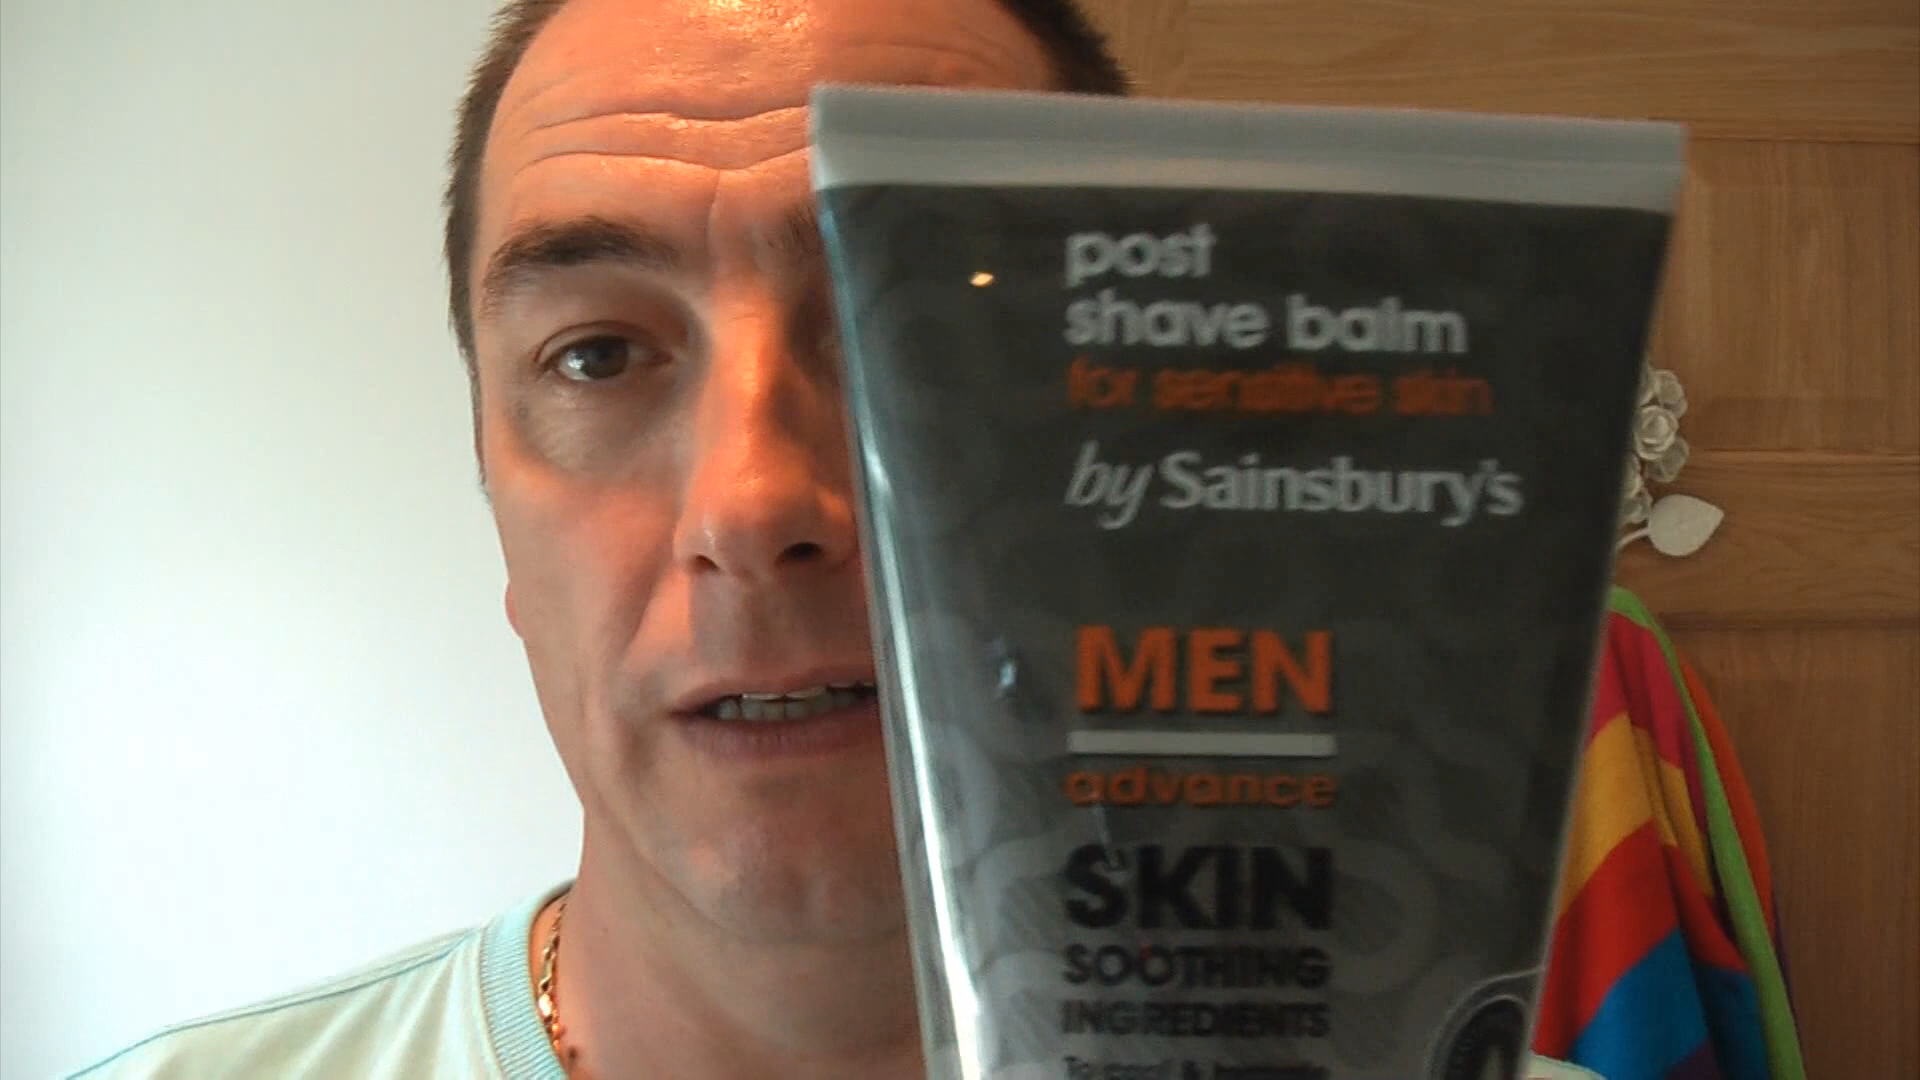 post
shave balm
for sensitive skin
by Sainsbury's
MEN
advance
SKIN
SOOTHING
INGREDIENTS